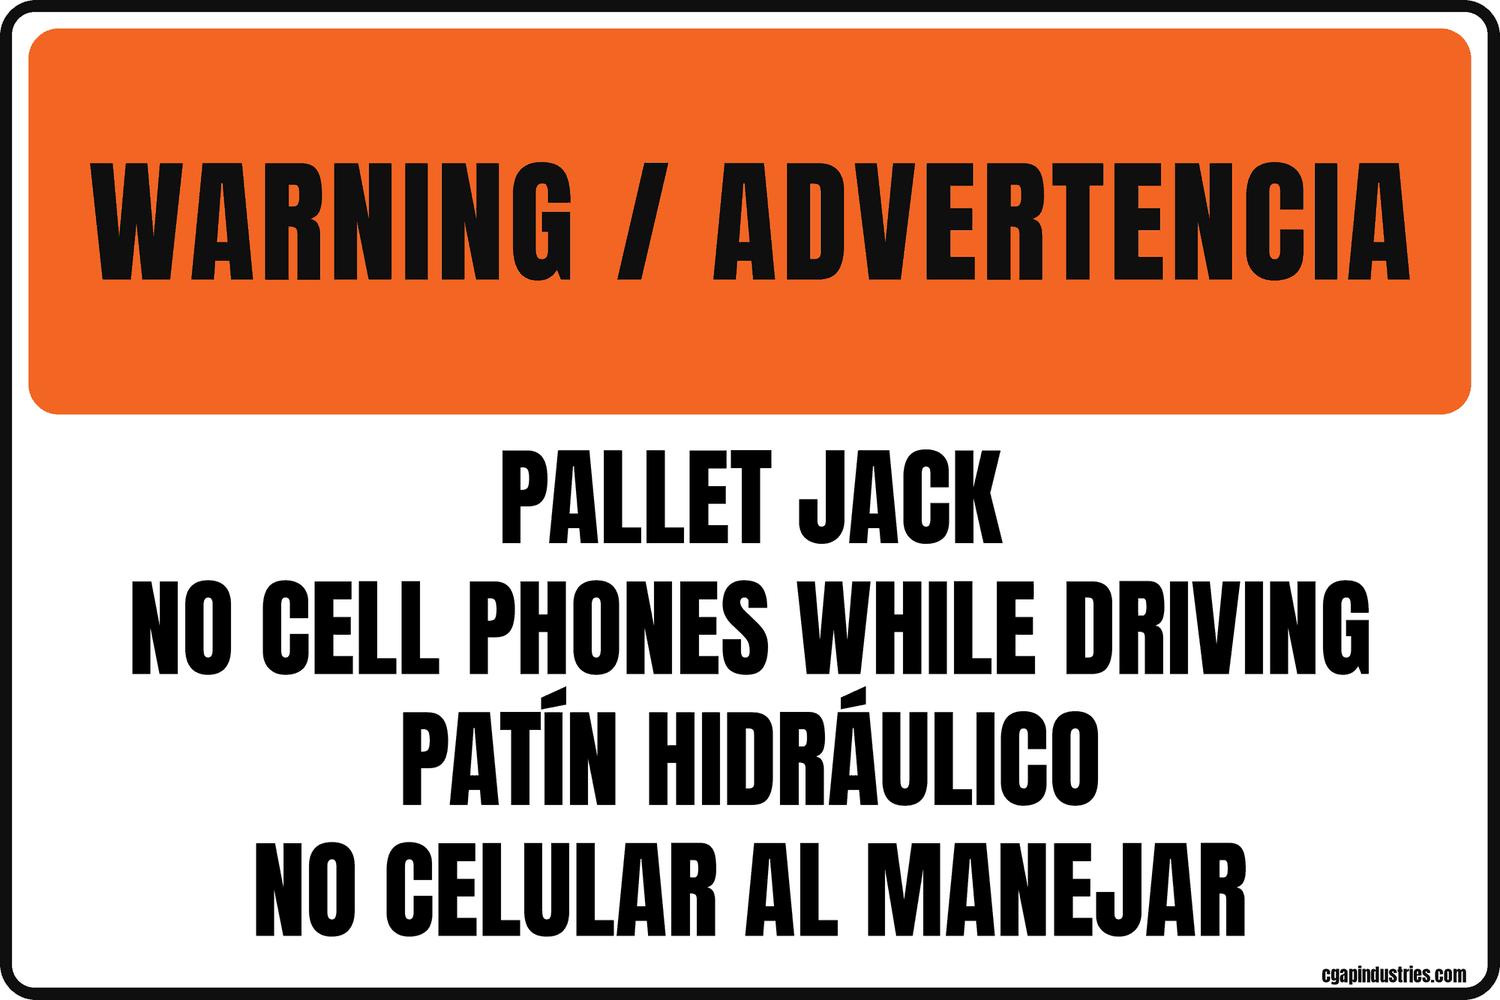 WARNING / ADVERTENCIA
PALLET JACK
NO CELL PHONES WHILE DRIVING
PATÍN HIDRÁULICO
NO CELULAR AL MANEJAR
cgapindustries.com